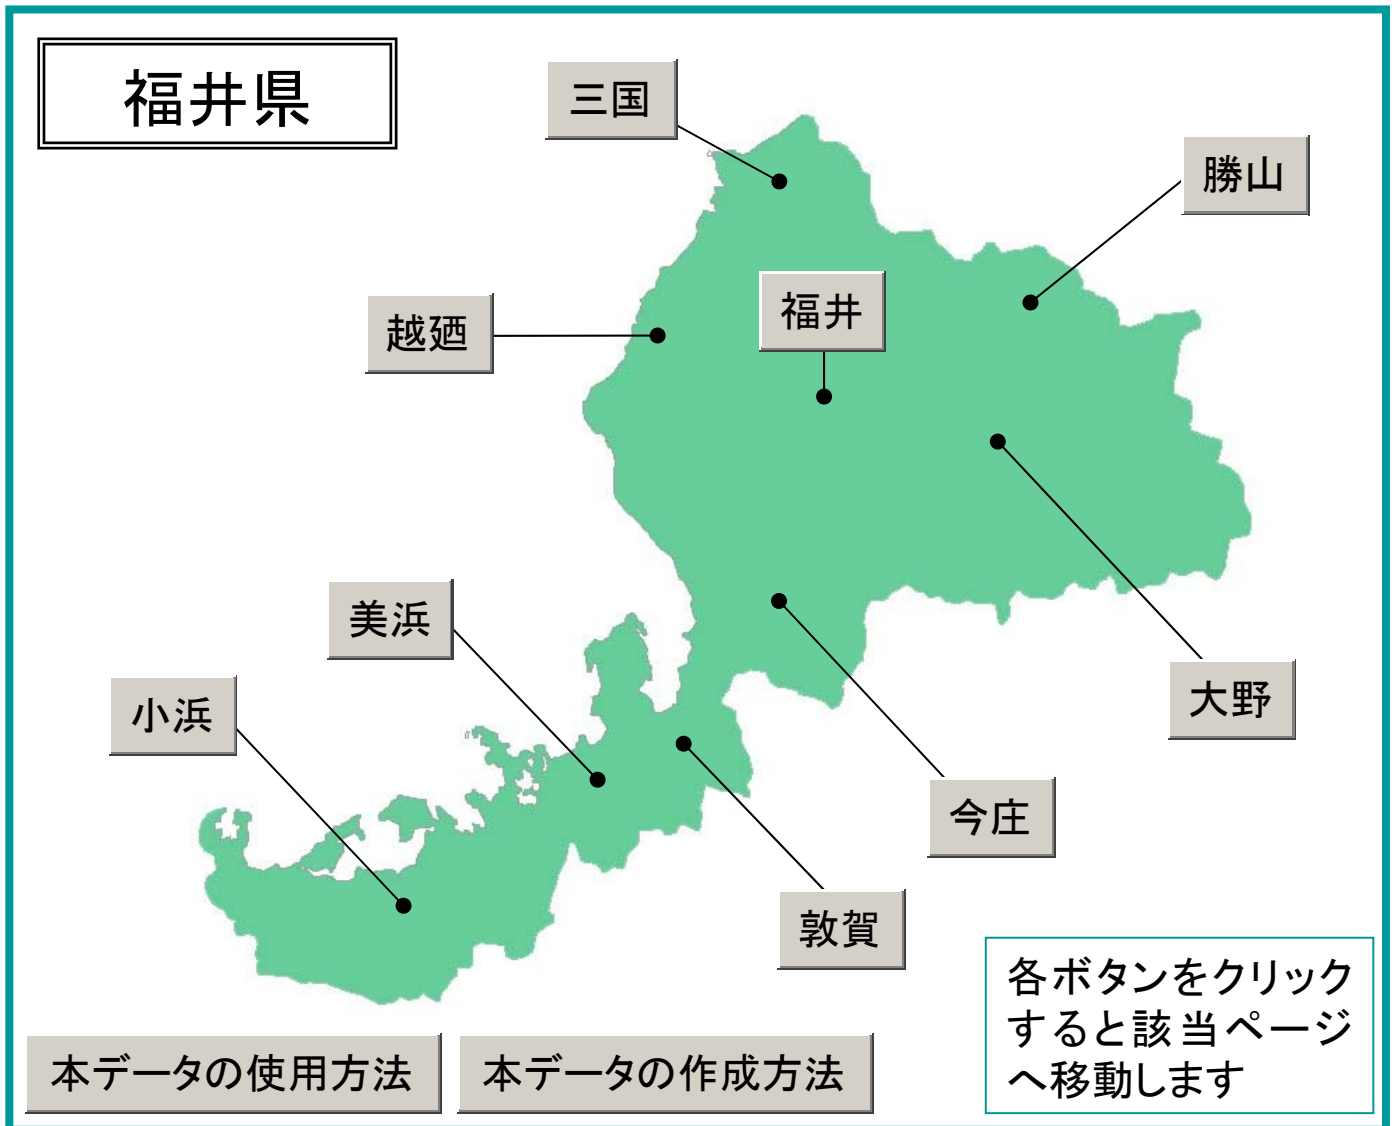 福井県
三国
勝山
福井
越廼
美浜
小浜
大野
今庄
敦賀
各ボタンをクリック
すると該当ページ
へ移動します
本データの使用方法
本データの作成方法